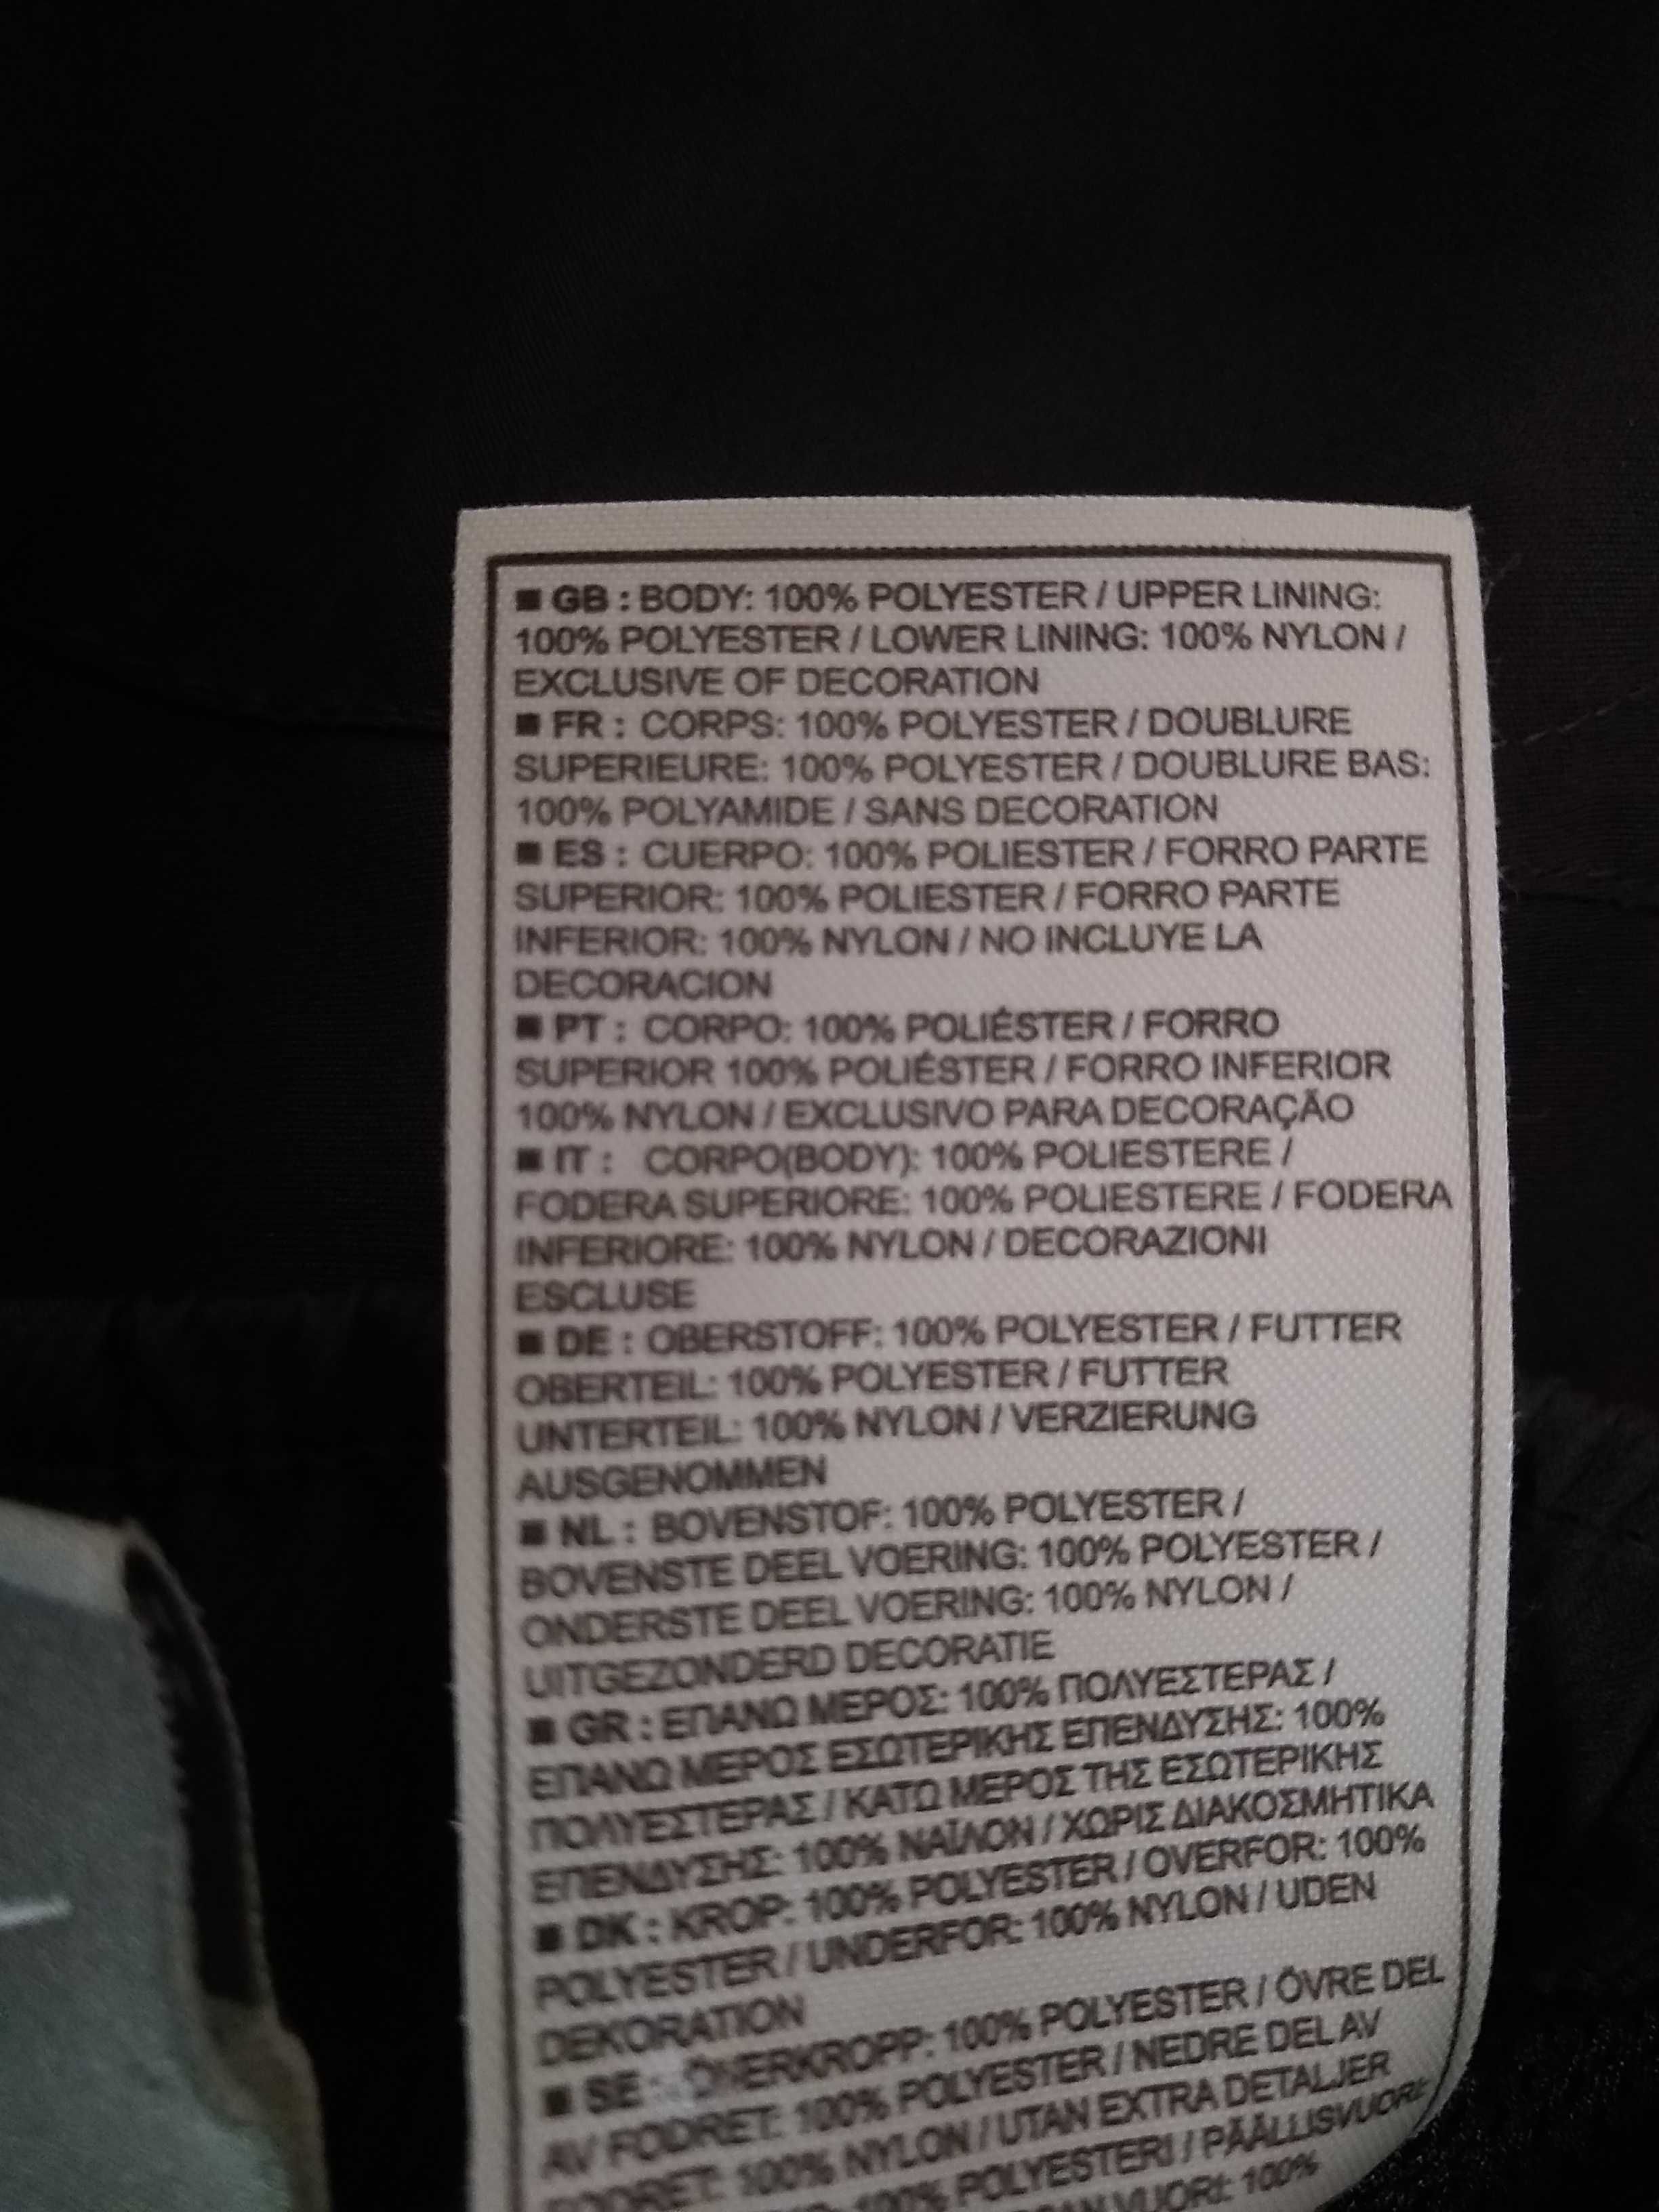 ■ GB : BODY: 100% POLYESTER / UPPER LINING:
100% POLYESTER / LOWER LINING: 100% NYLON /
EXCLUSIVE OF DECORATION
■ FR : CORPS: 100% POLYESTER / DOUBLURE
SUPERIEURE: 100% POLYESTER / DOUBLURE BAS:
100% POLYAMIDE / SANS DECORATION
■ ES : CUERPO: 100% POLIESTER / FORRO PARTE
SUPERIOR: 100% POLIESTER / FORRO PARTE
INFERIOR: 100% NYLON / NO INCLUYE LA
DECORACION
■ PT : CORPO: 100% POLIÉSTER / FORRO
SUPERIOR 100% POLIÉSTER / FORRO INFERIOR
100% NYLON / EXCLUSIVO PARA DECORAÇÃO
■ IT : CORPO(BODY): 100% POLIESTERE /
FODERA SUPERIORE: 100% POLIESTERE / FODERA
INFERIORE: 100% NYLON / DECORAZIONI
ESCLUSE
■ DE : OBERSTOFF: 100% POLYESTER / FUTTER
OBERTEIL: 100% POLYESTER / FUTTER
UNTERTEIL: 100% NYLON / VERZIERUNG
AUSGENOMMEN
■ NL : BOVENSTOF: 100% POLYESTER /
BOVENSTE DEEL VOERING: 100% POLYESTER /
ONDERSTE DEEL VOERING: 100% NYLON /
UITGEZONDERD DECORATIE
■ GR : ΕΠΑΝΩ ΜΕΡΟΣ: 100% ΠΟΛΥΕΣΤΕΡΑΣ /
ΕΠΑΝΩ ΜΕΡΟΣ ΕΣΩΤΕΡΙΚΗΣ ΕΠΕΝΔΥΣΗΣ: 100%
ΠΟΛΥΕΣΤΕΡΑΣ / ΚΑΤΩ ΜΕΡΟΣ ΤΗΣ ΕΣΩΤΕΡΙΚΗΣ
ΕΠΕΝΔΥΣΗΣ: 100% ΝΑΪΛΟΝ / ΧΩΡΙΣ ΔΙΑΚΟΣΜΗΤΙΚΑ
■ DK : KROP: 100% POLYESTER / OVERFOR: 100%
POLYESTER / UNDERFOR: 100% NYLON / UDEN
DEKORATION
■ SE : 100% POLYESTER / ÖVRE DEL
AV FODRET: 100% POLYESTER / NEDRE DEL AV
FODRET: 100% NYLON / UTAN EXTRA DETALJER
100% POLYESTERI / PÄÄLLISVUORI:
VUORI: 100%